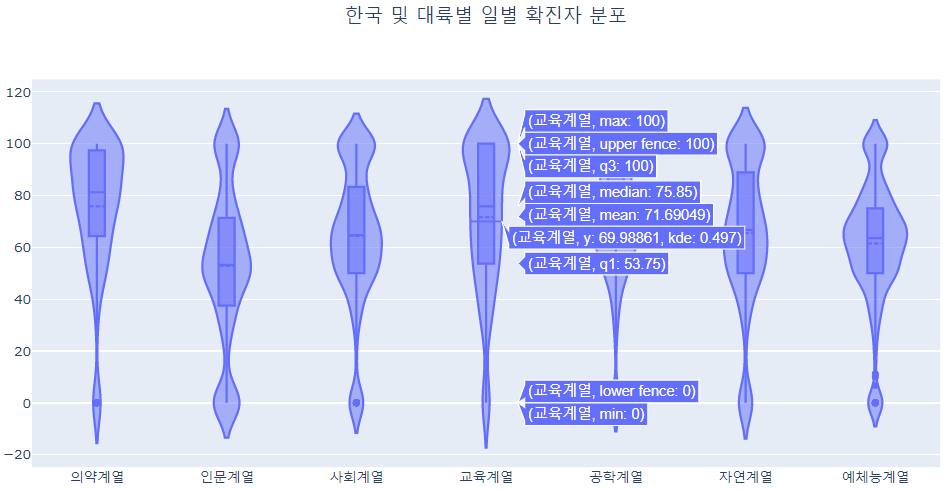 한국 및 대륙별 일별 확진자 분포
120
100
80
60
40
20
0
−20
(교육계열, max: 100)
(교육계열, upper fence: 100)
(교육계열, q3: 100)
(교육계열, median: 75.85)
(교육계열, mean: 71.69049)
(교육계열, y: 69.98861, kde: 0.497)
(교육계열, q1: 53.75)
(교육계열, lower fence: 0)
(교육계열, min: 0)
의약계열 인문계열 사회계열 교육계열 공학계열 자연계열 예체능계열